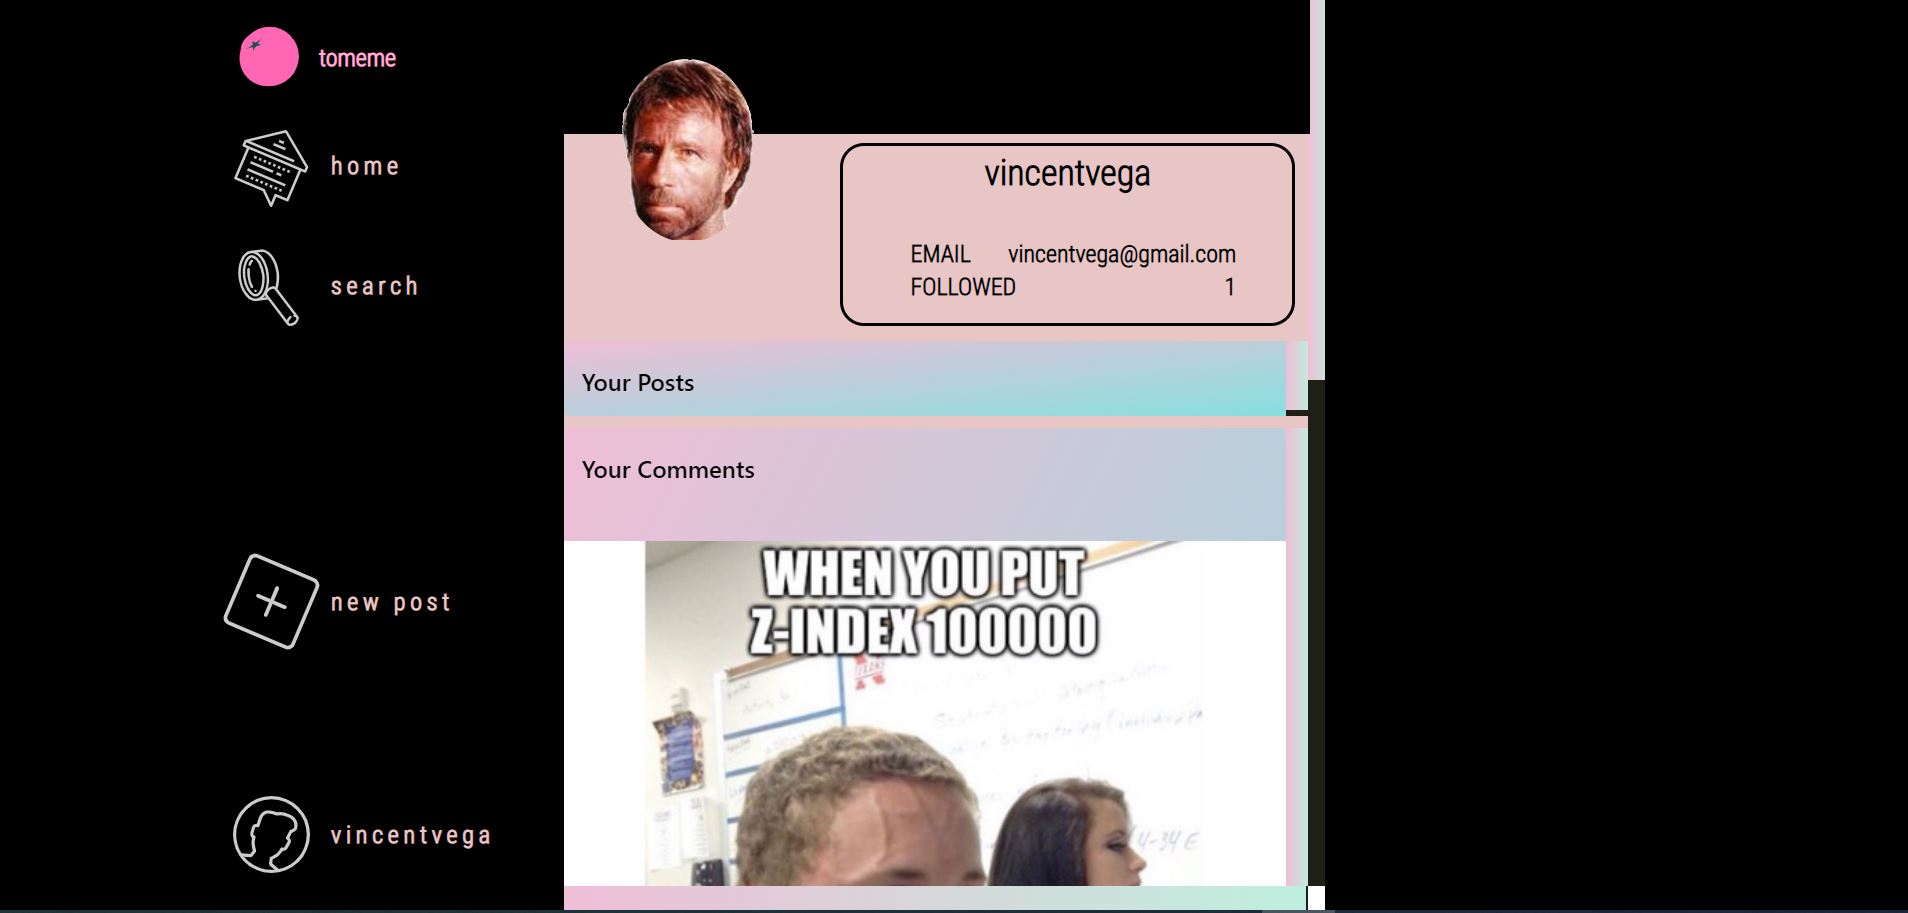 tomeme
home
search
new post
vincentvega
vincentvega
EMAIL vincentvega@gmail.com
FOLLOWED 1
Your Posts
Your Comments
WHEN YOU PUT
Z-INDEX 100000